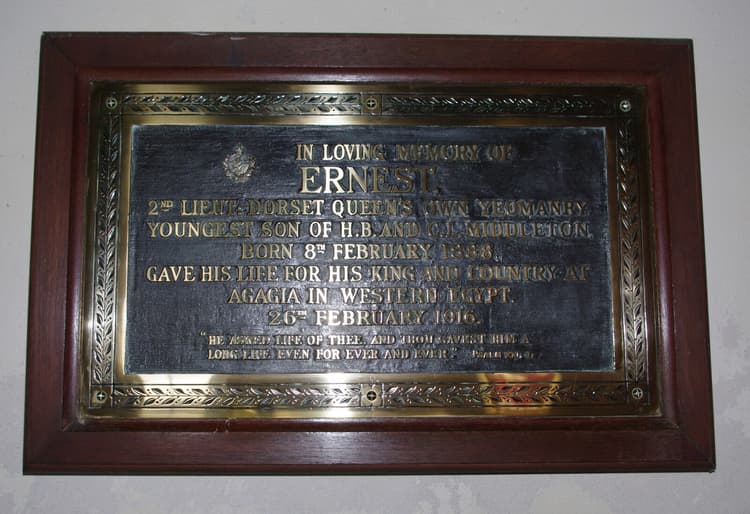 IN LOVING MEMORY OF
ERNEST.
2ND LIEUT. DORSET QUEEN'S OWN YEOMANRY
YOUNGEST SON OF H.B. AND C.J. MIDDLETON.
BORN 8TH FEBRUARY 1888
GAVE HIS LIFE FOR HIS KING AND COUNTRY AT
AGAGIA IN WESTERN EGYPT.
26TH FEBRUARY 1916.
"HE ASKED LIFE OF THEE, AND THOU GAVEST HIM A
LONG LIFE EVEN FOR EVER AND EVER". PSALM